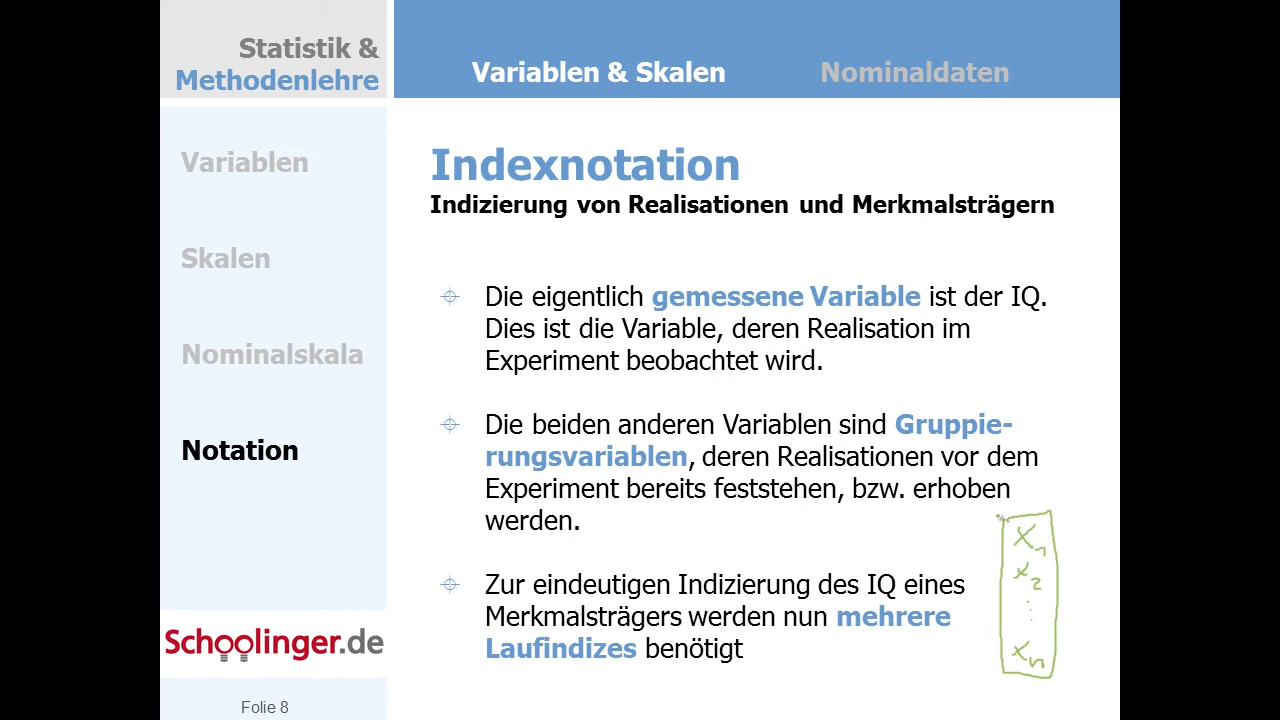 Statistik &
Methodenlehre
Variablen & Skalen
Nominaldaten
Variablen
Skalen
Nominalskala
Notation
Indexnotation
Indizierung von Realisationen und Merkmalsträgern
Die eigentlich gemessene Variable ist der IQ.
Dies ist die Variable, deren Realisation im
Experiment beobachtet wird.
Die beiden anderen Variablen sind Gruppie-
rungsvariablen, deren Realisationen vor dem
Experiment bereits feststehen, bzw. erhoben
werden.
Zur eindeutigen Indizierung des IQ eines
Merkmalsträgers werden nun mehrere
Laufindizes benötigt
x₁
x₂
⋮
xₙ
Schoolinger.de
Folie 8